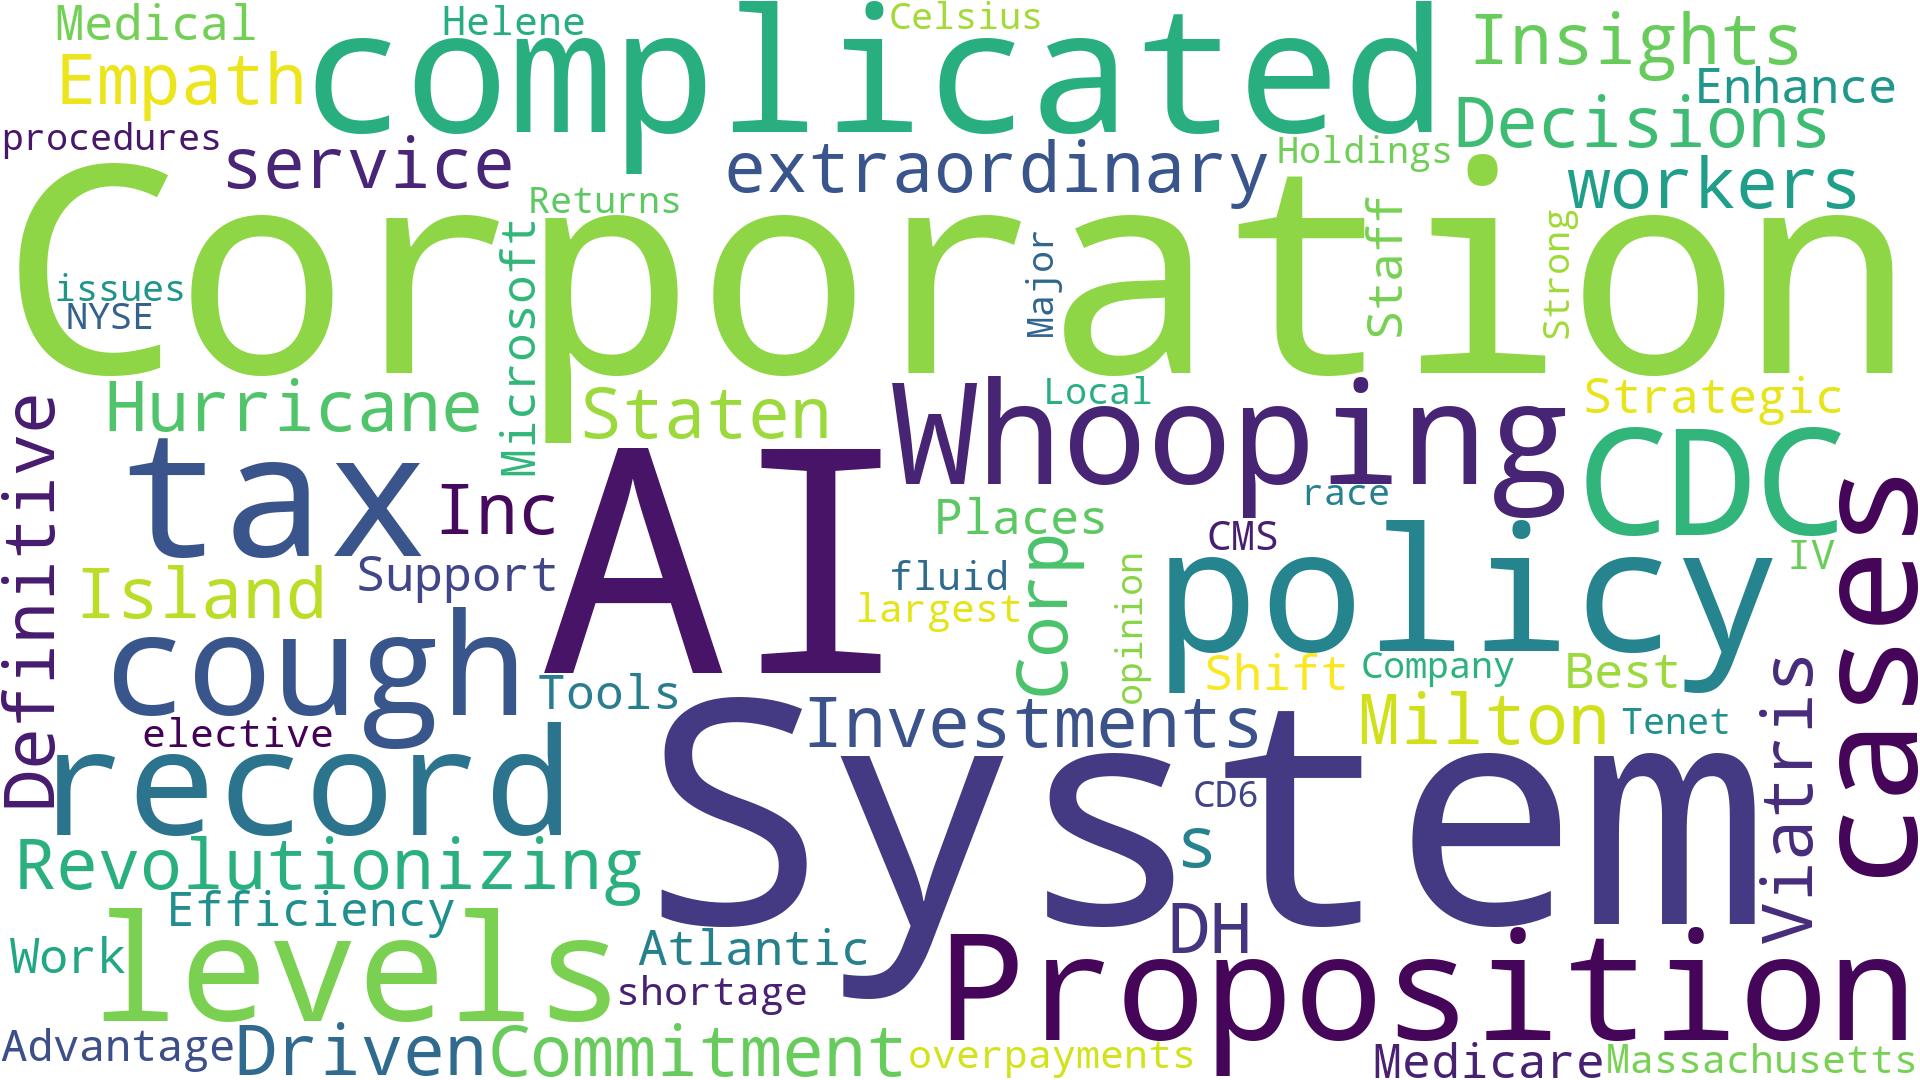 Medical
Helene
complicated
Celsius
Insights
Empath
Enhance
procedures
service
extraordinary
Holdings
Decisions
workers
Corporation
Returns
Microsoft
Major
Staff
Strong
issues
NYSE
Definitive
Hurricane
Staten
Whooping
Local
Strategic
tax
Inc
AI
Places
race
CDC
cases
Island
Support
fluid
largest
Corp
opinion
CMS
policy
IV
cough
Tools
Shift
Company
Best
elective
record
System
Investments
Milton
Tenet
Viatris
CD6
s
Revolutionizing
Efficiency
Work
levels
Atlantic
shortage
DH
Proposition
Advantage
Driven
Commitment
overpayments
Medicare
Massachusetts